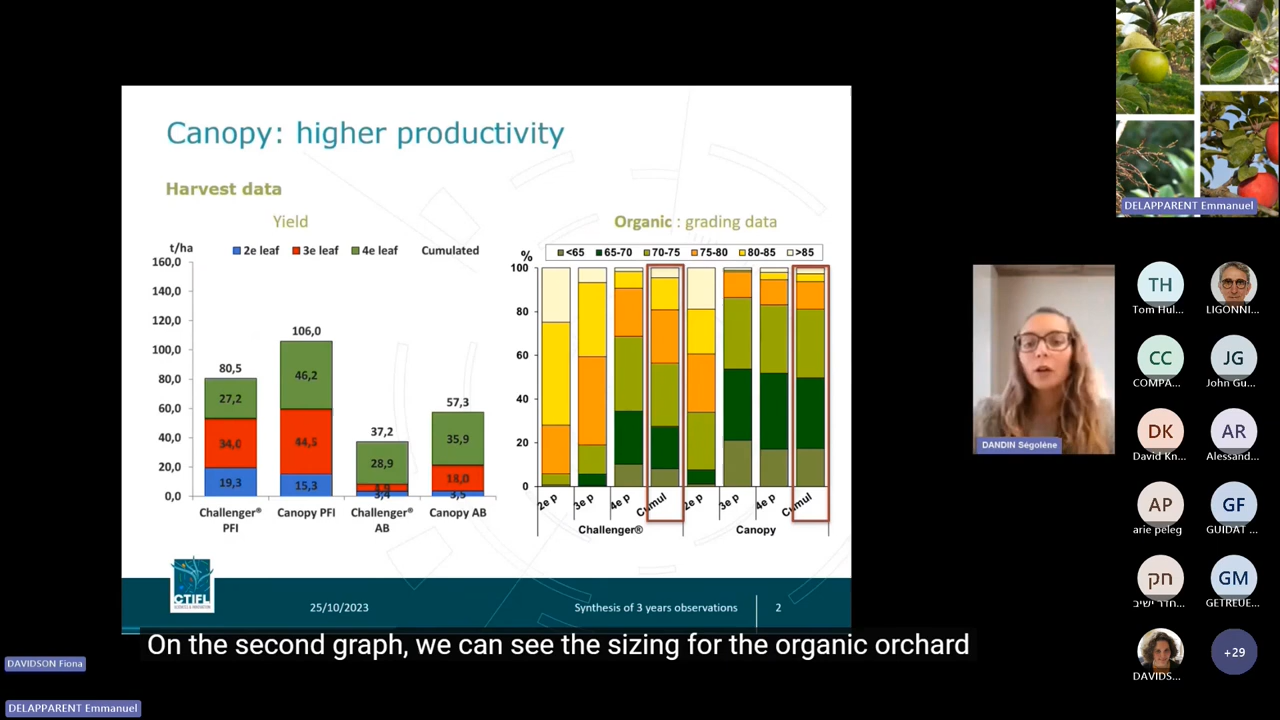 Canopy: higher productivity
Harvest data
Yield
t/ha
2e leaf 3e leaf 4e leaf Cumulated
160,0
140,0
120,0
100,0
80,0
60,0
40,0
20,0
0,0
80,5
27,2
34,0
19,3
106,0
46,2
44,5
15,3
37,2
28,9
3,4
57,3
35,9
18,0
3,5
Challenger® PFI
Canopy PFI
Challenger® AB
Canopy AB
Organic : grading data
<65 65-70 70-75 75-80 80-85 >85
%
100
80
60
40
20
0
2e p 3e p 4e p Cumul 2e p 3e p 4e p Cumul
Challenger® Canopy
CTIFL
25/10/2023
Synthesis of 3 years observations
2
On the second graph, we can see the sizing for the organic orchard
DAVIDSON Fiona
DELAPPARENT Emmanuel
DELAPPARENT Emmanuel
DANDIN Ségolène
TH
Tom Hul...
LIGONNI...
CC
COMPA...
JG
John Gu...
DK
David Kn...
AR
Alessand...
AP
arie peleg
GF
GUIDAT ...
חק
GM
GETREUE...
DAVIDS...
+29